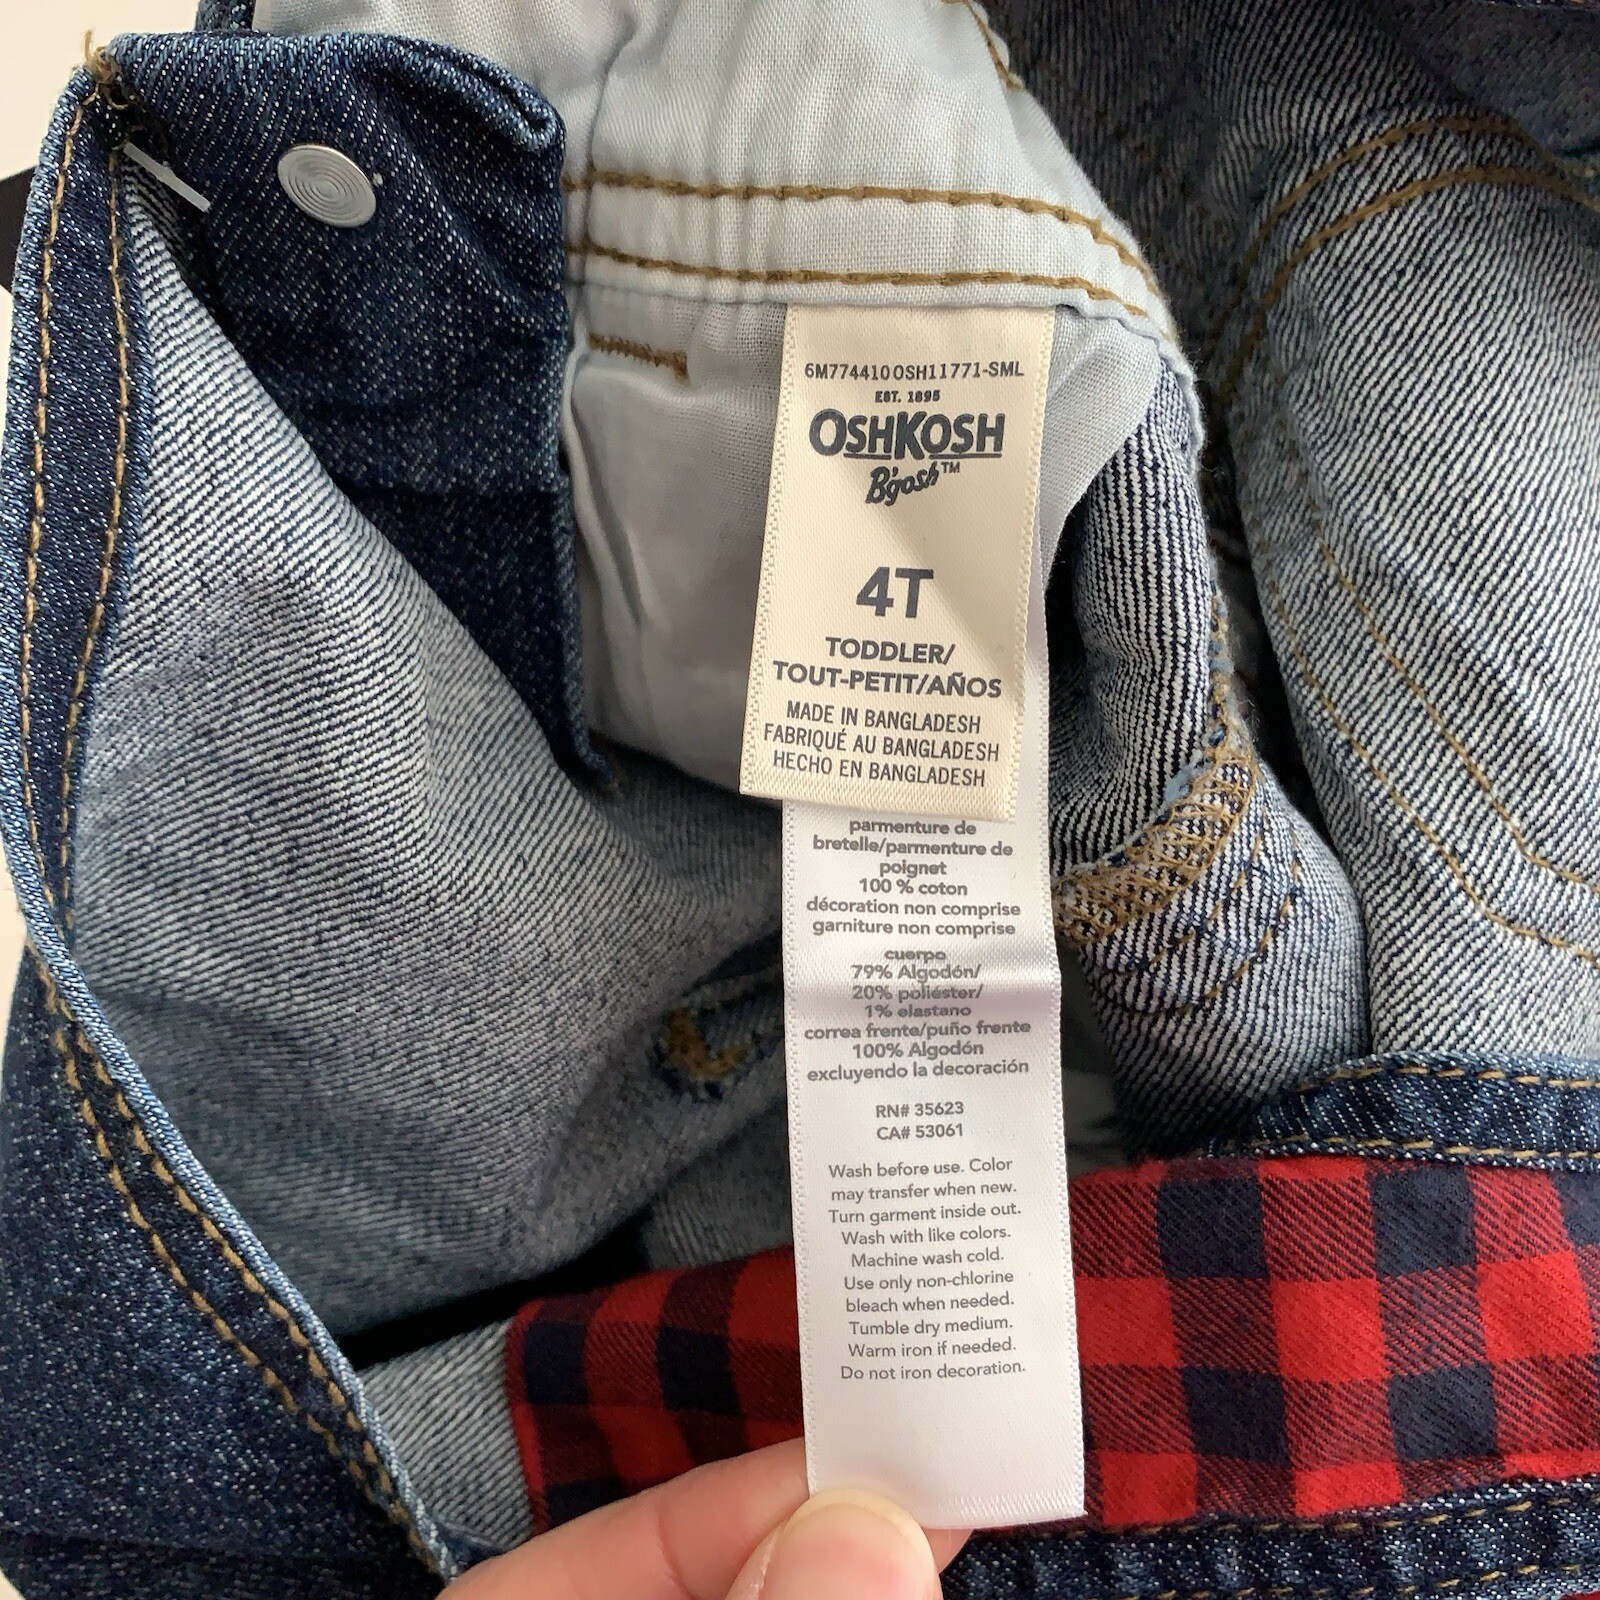 6M774410OSH11771-SML
EST. 1895
OSHKOSH
B'gosh™
4T
TODDLER/
TOUT-PETIT/AÑOS
MADE IN BANGLADESH
FABRIQUÉ AU BANGLADESH
HECHO EN BANGLADESH
parmenture de
bretelle/parmenture de
poignet
100 % coton
décoration non comprise
garniture non comprise
cuerpo
79% Algodón/
20% poliéster/
1% elastano
correa frente/puño frente
100% Algodón
excluyendo la decoración
RN# 35623
CA# 53061
Wash before use. Color
may transfer when new.
Turn garment inside out.
Wash with like colors.
Machine wash cold.
Use only non-chlorine
bleach when needed.
Tumble dry medium.
Warm iron if needed.
Do not iron decoration.